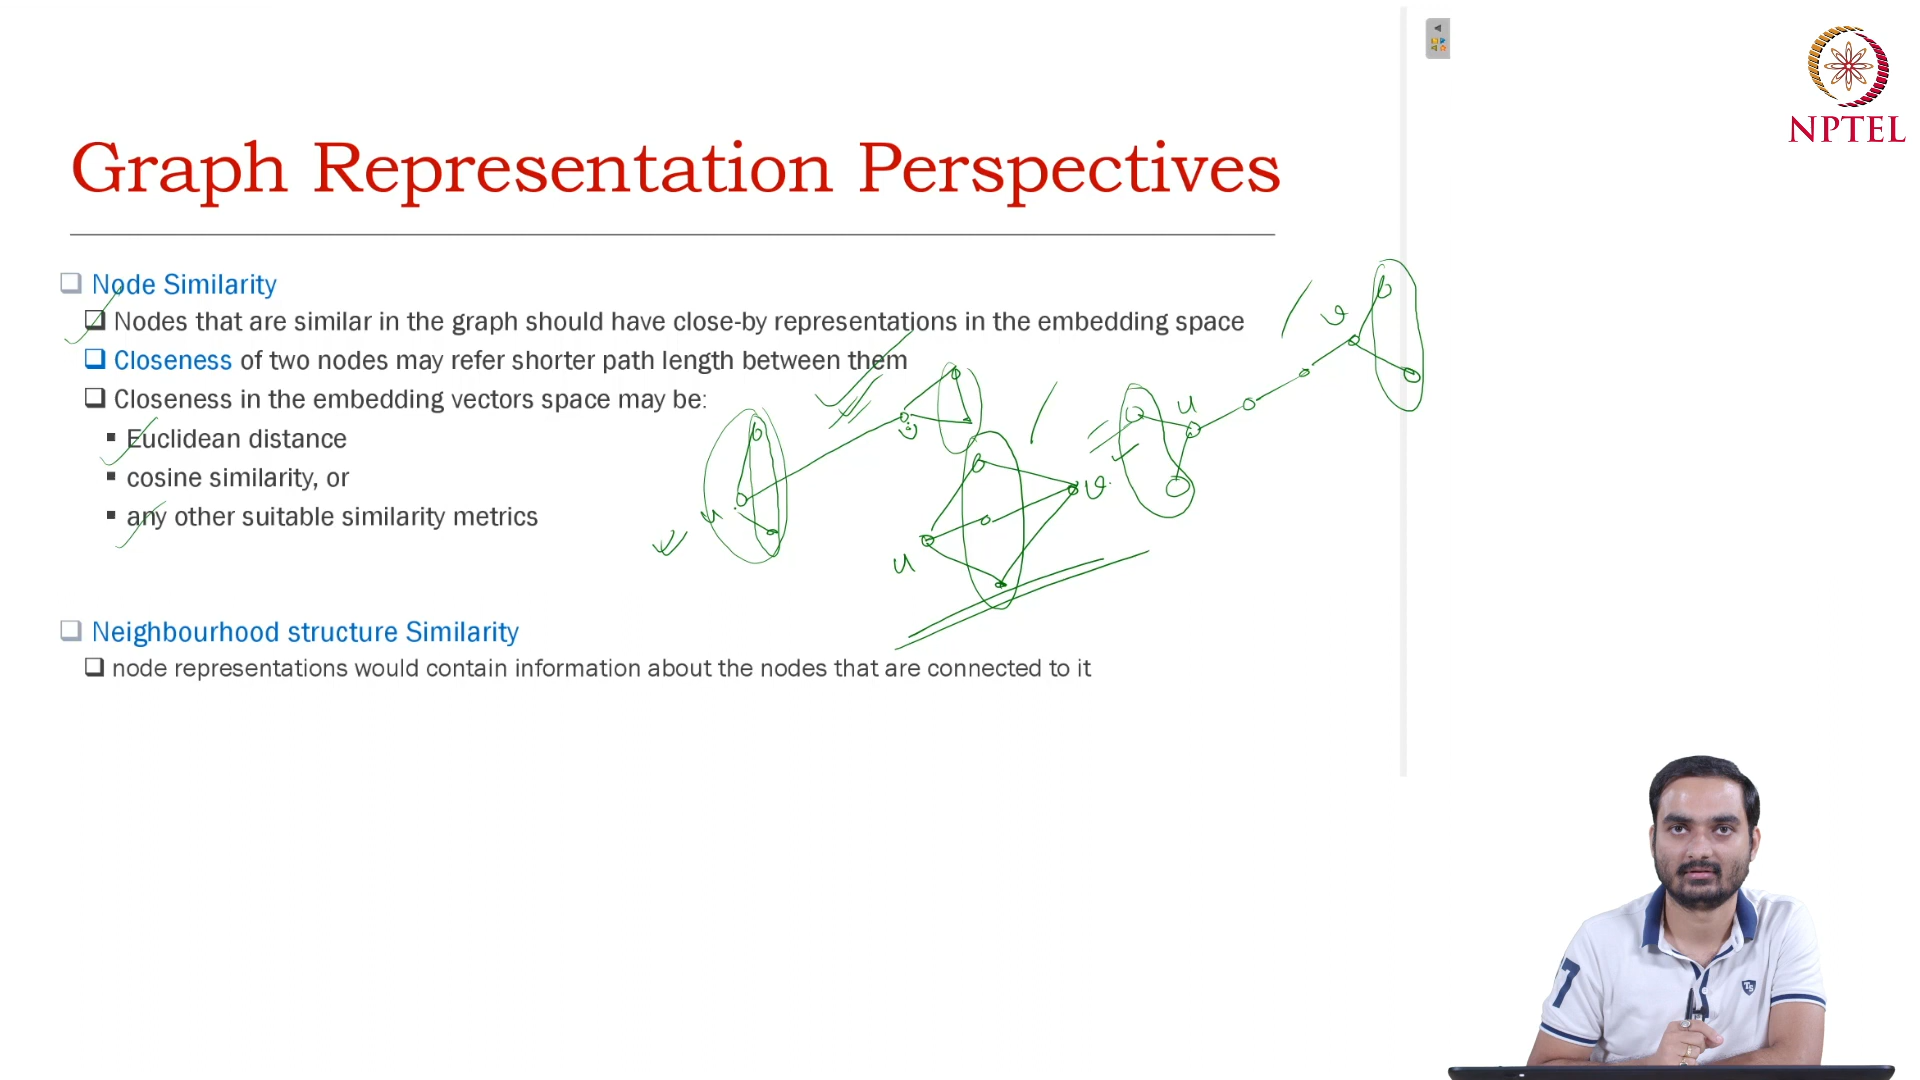 NPTEL
Graph Representation Perspectives
Node Similarity
Nodes that are similar in the graph should have close-by representations in the embedding space
Closeness of two nodes may refer shorter path length between them
Closeness in the embedding vectors space may be:
Euclidean distance
cosine similarity, or
any other suitable similarity metrics
u
v
u
v
u
v
Neighbourhood structure Similarity
node representations would contain information about the nodes that are connected to it
7
TS